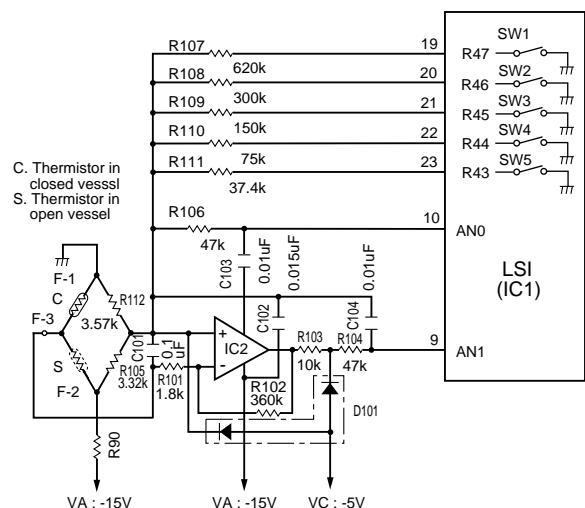 R107
620k
19
R47
SW1
R108
300k
20
R46
SW2
R109
150k
21
R45
SW3
R110
75k
22
R44
SW4
R111
37.4k
23
R43
SW5
C. Thermistor in
closed vesssl
S. Thermistor in
open vessel
R106
47k
10
AN0
C103
0.01uF
0.015uF
C102
0.01uF
C104
LSI
(IC1)
F-1
C
R112
3.57k
F-3
S
F-2
R105
3.32k
C101
0.1
uF
R101
1.8k
+
-
IC2
R102
360k
R103
10k
R104
47k
9
AN1
D101
R90
VA : -15V
VA : -15V
VC : -5V